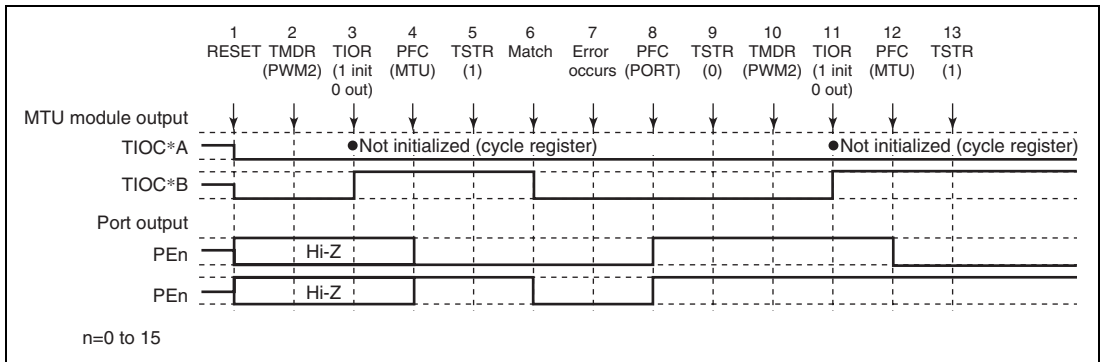 1 2 3 4 5 6 7 8 9 10 11 12 13
RESET TMDR TIOR PFC TSTR Match Error PFC TSTR TMDR TIOR PFC TSTR
(PWM2) (1 init (MTU) (1) occurs (PORT) (0) (PWM2) (1 init (MTU) (1)
0 out) 0 out)
MTU module output
TIOC*A ●Not initialized (cycle register) ●Not initialized (cycle register)
TIOC*B
Port output
PEn Hi-Z
PEn Hi-Z
n=0 to 15